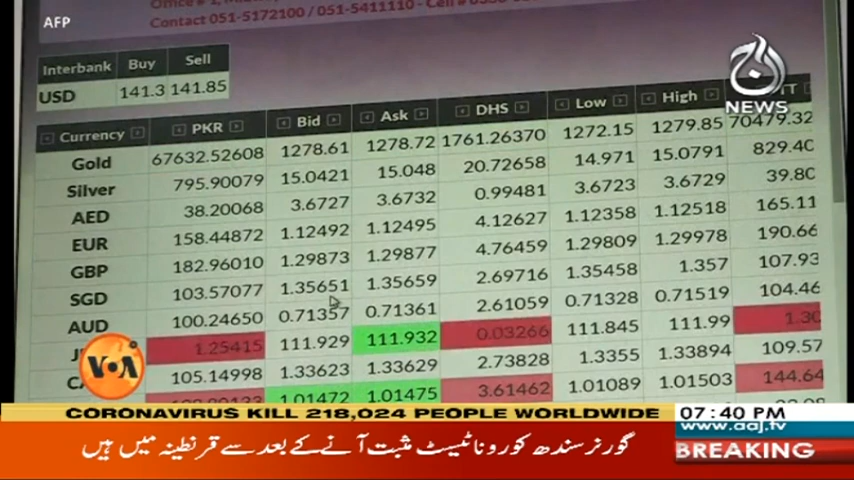 AFP
Contact 051-5172100 / 051-5411110 - Cell #
Interbank Buy Sell
USD 141.3 141.85
Currency PKR Bid Ask DHS Low High
Gold 67632.52608 1278.61 1278.72 1761.26370 1272.15 1279.85 70479.32
Silver 795.90079 15.0421 15.048 20.72658 14.971 15.0791 829.40
AED 38.20068 3.6727 3.6732 0.99481 3.6723 3.6729 39.80
EUR 158.44872 1.12492 1.12495 4.12627 1.12358 1.12518 165.11
GBP 182.96010 1.29873 1.29877 4.76459 1.29809 1.29978 190.66
SGD 103.57077 1.35651 1.35659 2.69716 1.35458 1.357 107.93
AUD 100.24650 0.71357 0.71361 2.61059 0.71328 0.71519 104.46
1.25415 111.929 111.932 0.03266 111.845 111.99 1.30
105.14998 1.33623 1.33629 2.73828 1.3355 1.33894 109.57
1.01472 1.01475 3.61462 1.01089 1.01503 144.64
آج
NEWS
VOA
CORONAVIRUS KILL 218,024 PEOPLE WORLDWIDE
07:40 PM
www.aaj.tv
BREAKING
گورنر سندھ کورونا ٹیسٹ مثبت آنے کے بعد سے قرنطینہ میں ہیں